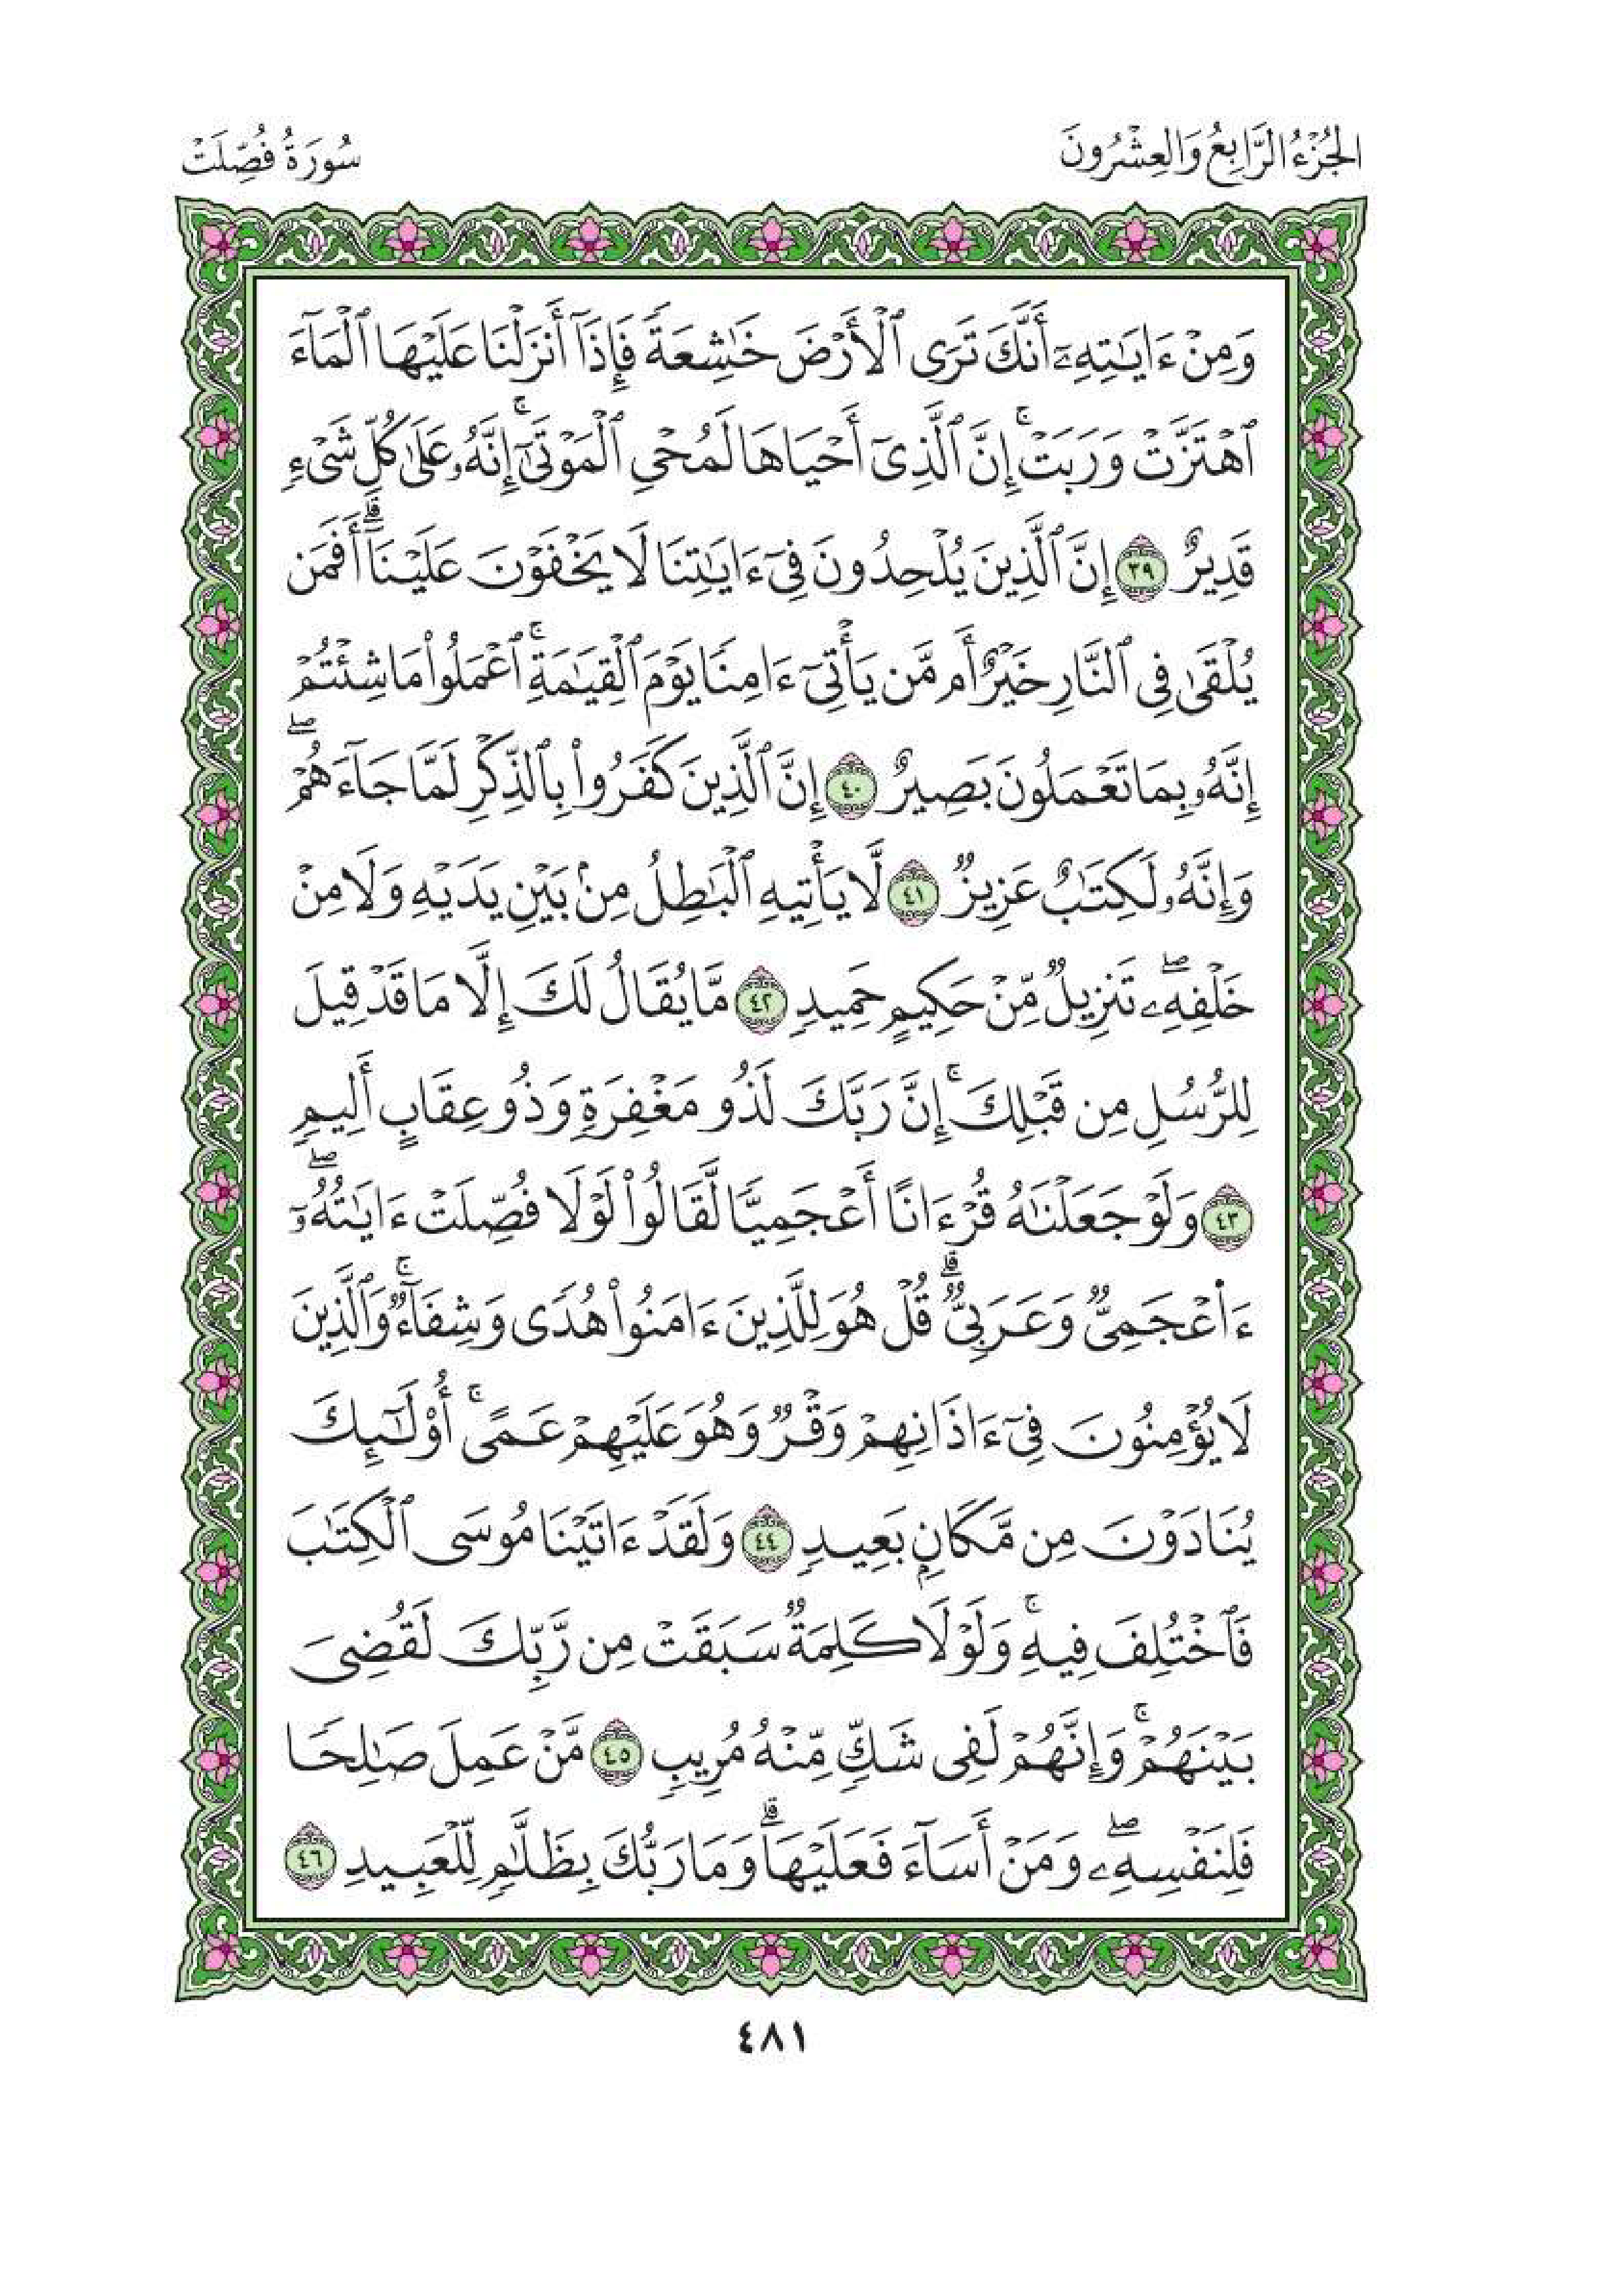 الجُزْءُ الرَّابِعُ وَالعِشْرُونَ
سُورَةُ فُصِّلَتْ
وَمِنْ ءَايَـٰتِهِۦٓ أَنَّكَ تَرَى ٱلْأَرْضَ خَـٰشِعَةً فَإِذَآ أَنزَلْنَا عَلَيْهَا ٱلْمَآءَ
ٱهْتَزَّتْ وَرَبَتْ ۚ إِنَّ ٱلَّذِىٓ أَحْيَاهَا لَمُحْىِ ٱلْمَوْتَىٰٓ ۚ إِنَّهُۥ عَلَىٰ كُلِّ شَىْءٍ
قَدِيرٌ ٣٩ إِنَّ ٱلَّذِينَ يُلْحِدُونَ فِىٓ ءَايَـٰتِنَا لَا يَخْفَوْنَ عَلَيْنَآ ۗ أَفَمَن
يُلْقَىٰ فِى ٱلنَّارِ خَيْرٌ أَم مَّن يَأْتِىٓ ءَامِنًا يَوْمَ ٱلْقِيَـٰمَةِ ۚ ٱعْمَلُوا۟ مَا شِئْتُمْ ۖ
إِنَّهُۥ بِمَا تَعْمَلُونَ بَصِيرٌ ٤٠ إِنَّ ٱلَّذِينَ كَفَرُوا۟ بِٱلذِّكْرِ لَمَّا جَآءَهُمْ ۖ
وَإِنَّهُۥ لَكِتَـٰبٌ عَزِيزٌ ٤١ لَّا يَأْتِيهِ ٱلْبَـٰطِلُ مِنۢ بَيْنِ يَدَيْهِ وَلَا مِنْ
خَلْفِهِۦ ۖ تَنزِيلٌ مِّنْ حَكِيمٍ حَمِيدٍ ٤٢ مَّا يُقَالُ لَكَ إِلَّا مَا قَدْ قِيلَ
لِلرُّسُلِ مِن قَبْلِكَ ۚ إِنَّ رَبَّكَ لَذُو مَغْفِرَةٍ وَذُو عِقَابٍ أَلِيمٍ
٤٣ وَلَوْ جَعَلْنَـٰهُ قُرْءَانًا أَعْجَمِيًّا لَّقَالُوا۟ لَوْلَا فُصِّلَتْ ءَايَـٰتُهُۥٓ ۖ
ءَا۬عْجَمِىٌّ وَعَرَبِىٌّ ۗ قُلْ هُوَ لِلَّذِينَ ءَامَنُوا۟ هُدًى وَشِفَآءٌ ۚ وَٱلَّذِينَ
لَا يُؤْمِنُونَ فِىٓ ءَاذَانِهِمْ وَقْرٌ وَهُوَ عَلَيْهِمْ عَمًى ۚ أُو۟لَـٰٓئِكَ
يُنَادَوْنَ مِن مَّكَانٍۭ بَعِيدٍ ٤٤ وَلَقَدْ ءَاتَيْنَا مُوسَى ٱلْكِتَـٰبَ
فَٱخْتُلِفَ فِيهِ ۚ وَلَوْلَا كَلِمَةٌ سَبَقَتْ مِن رَّبِّكَ لَقُضِىَ
بَيْنَهُمْ ۚ وَإِنَّهُمْ لَفِى شَكٍّ مِّنْهُ مُرِيبٍ ٤٥ مَّنْ عَمِلَ صَـٰلِحًا
فَلِنَفْسِهِۦ ۖ وَمَنْ أَسَآءَ فَعَلَيْهَا ۗ وَمَا رَبُّكَ بِظَلَّـٰمٍ لِّلْعَبِيدِ ٤٦
٤٨١